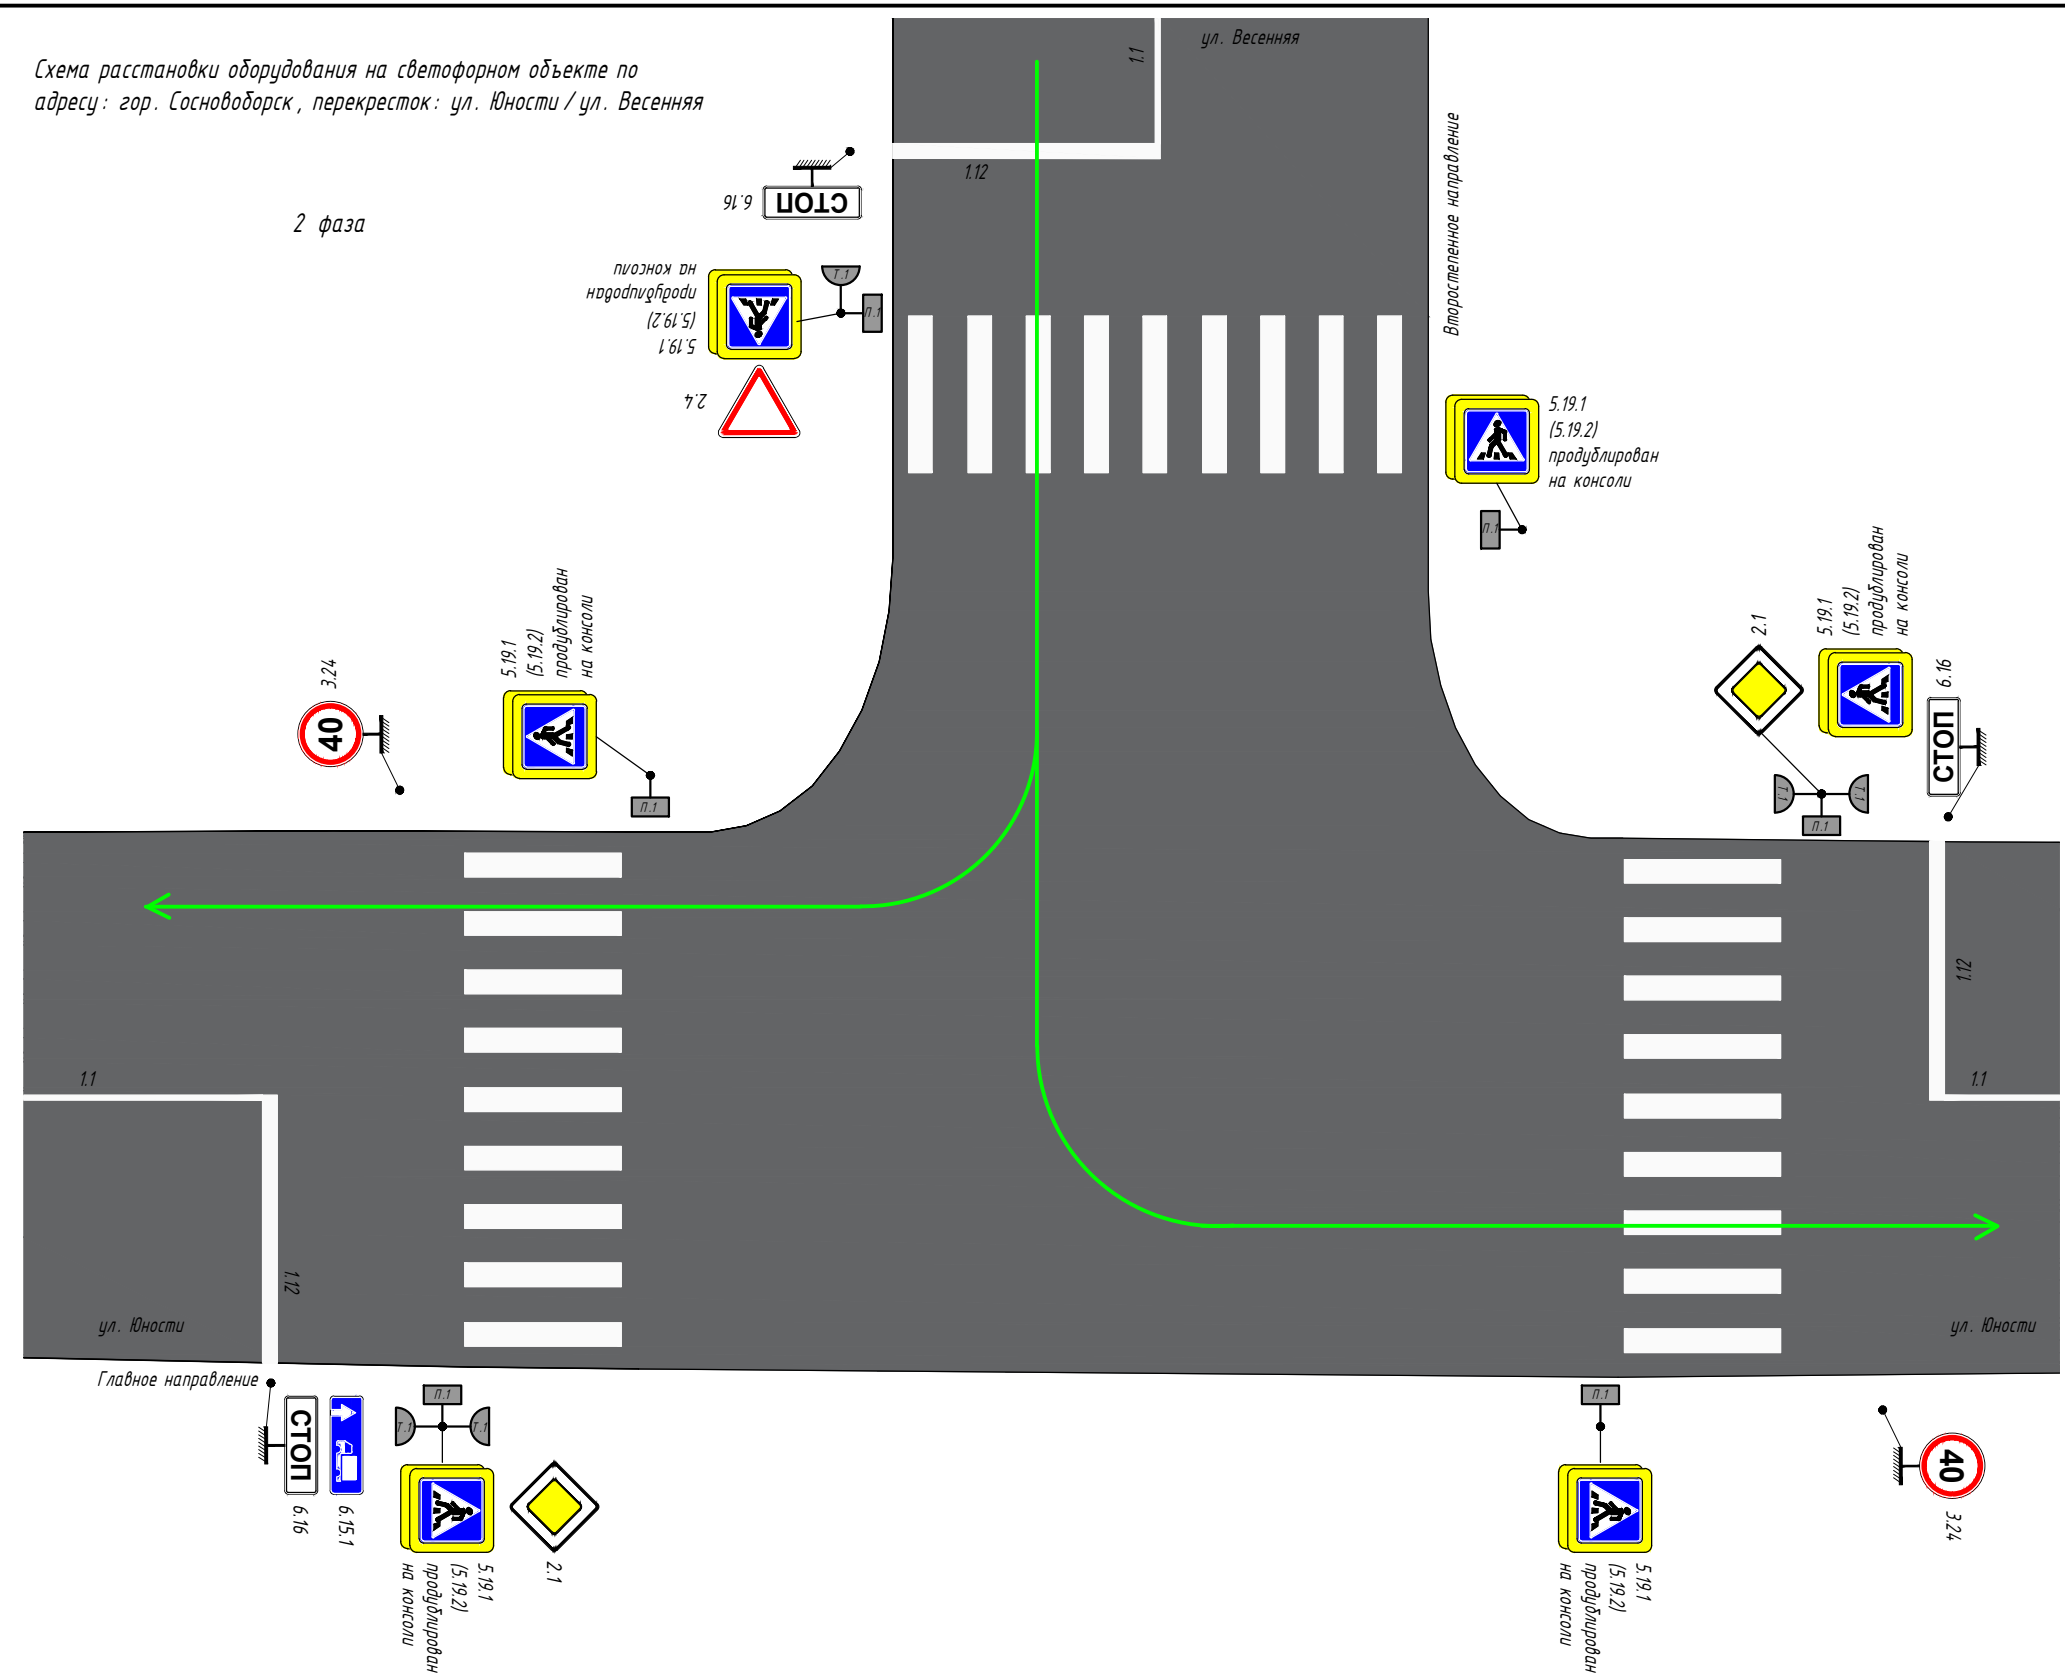 Схема расстановки оборудования на светофорном объекте по
адресу: гор. Сосновоборск, перекресток: ул. Юности / ул. Весенняя
2 фаза
ул. Весенняя
1.1
1.12
Второстепенное направление
6.16
СТОП
5.19.1
(5.19.2)
продублирован
на консоли
Т.1
П.1
2.4
5.19.1
(5.19.2)
продублирован
на консоли
П.1
3.24
40
5.19.1
(5.19.2)
продублирован
на консоли
П.1
2.1
5.19.1
(5.19.2)
продублирован
на консоли
6.16
СТОП
Т.1
Т.1
П.1
1.12
1.1
1.1
1.12
ул. Юности
ул. Юности
Главное направление
СТОП
6.16
6.15.1
П.1
Т.1
Т.1
5.19.1
(5.19.2)
продублирован
на консоли
2.1
П.1
5.19.1
(5.19.2)
продублирован
на консоли
40
3.24